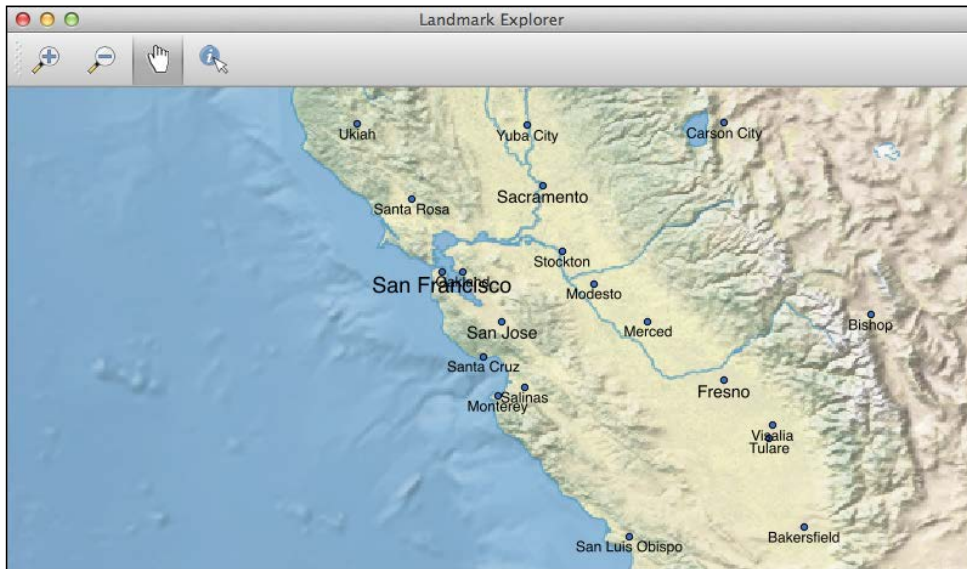 Landmark Explorer
Ukiah
Yuba City
Carson City
Sacramento
Santa Rosa
Stockton
San Francisco
Oakland
Modesto
San Jose
Merced
Bishop
Santa Cruz
Fresno
Salinas
Monterey
Visalia
Tulare
Bakersfield
San Luis Obispo